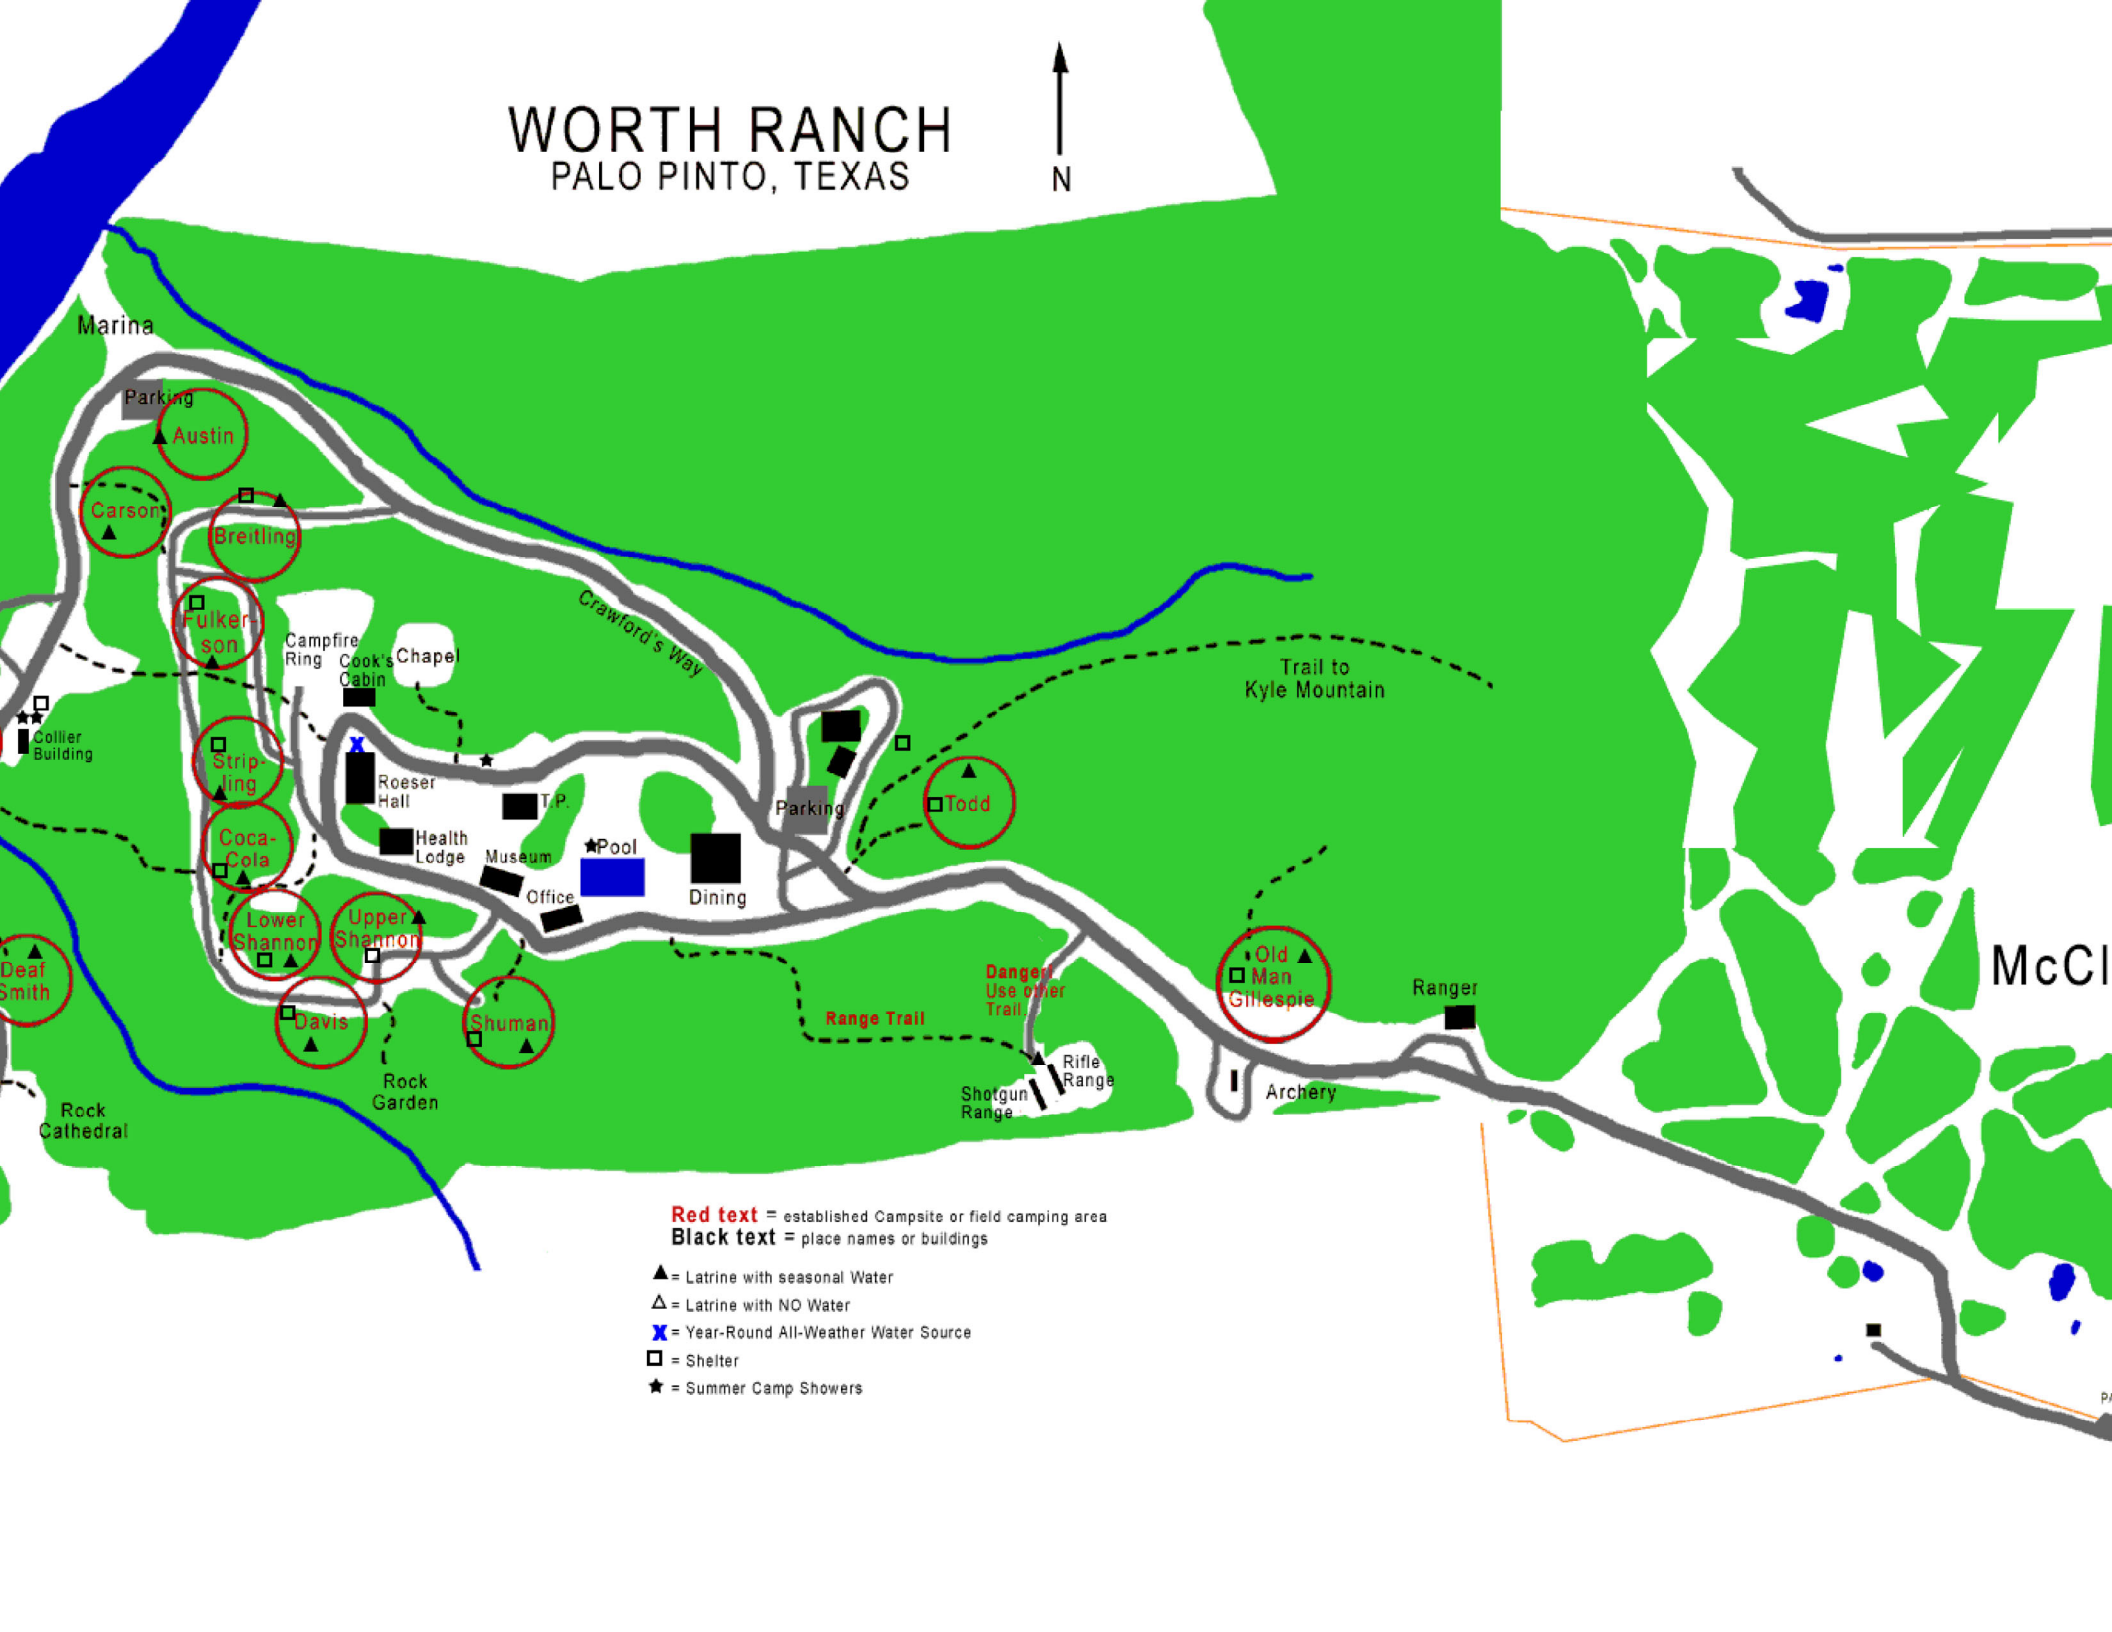 WORTH RANCH
PALO PINTO, TEXAS
N
Marina
Parking
Austin
Carson
Breitling
Fulker-
son
Campfire
Ring
Cook's
Cabin
Chapel
Crawford's Way
Trail to
Kyle Mountain
Collier
Building
Strip-
ling
X
Roeser
Hall
T.P.
Parking
Todd
Coca-
Cola
Health
Lodge
Museum
Pool
Office
Dining
Lower
Shannon
Upper
Shannon
Deaf
Smith
Davis
Shuman
Danger!
Use other
Trail.
Range Trail
Old
Man
Gillespie
Ranger
McCl
Rock
Garden
Rock
Cathedral
Rifle
Range
Shotgun
Range
Archery
Red text = established Campsite or field camping area
Black text = place names or buildings
= Latrine with seasonal Water
= Latrine with NO Water
X = Year-Round All-Weather Water Source
= Shelter
= Summer Camp Showers